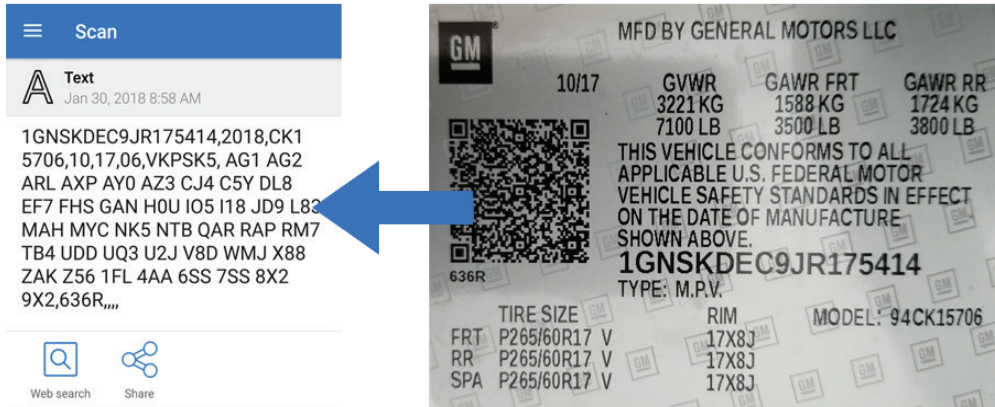 Scan
Text
Jan 30, 2018 8:58 AM
1GNSKDEC9JR175414,2018,CK1
5706,10,17,06,VKPSK5, AG1 AG2
ARL AXP AY0 AZ3 CJ4 C5Y DL8
EF7 FHS GAN H0U IO5 I18 JD9 L83
MAH MYC NK5 NTB QAR RAP RM7
TB4 UDD UQ3 U2J V8D WMJ X88
ZAK Z56 1FL 4AA 6SS 7SS 8X2
9X2,636R,,,,
Web search Share
GM
MFD BY GENERAL MOTORS LLC
10/17 GVWR GAWR FRT GAWR RR
3221 KG 1588 KG 1724 KG
7100 LB 3500 LB 3800 LB
THIS VEHICLE CONFORMS TO ALL
APPLICABLE U.S. FEDERAL MOTOR
VEHICLE SAFETY STANDARDS IN EFFECT
ON THE DATE OF MANUFACTURE
SHOWN ABOVE.
636R
1GNSKDEC9JR175414
TYPE: M.P.V.
TIRE SIZE RIM MODEL: 94CK15706
FRT P265/60R17 V 17X8J
RR P265/60R17 V 17X8J
SPA P265/60R17 V 17X8J